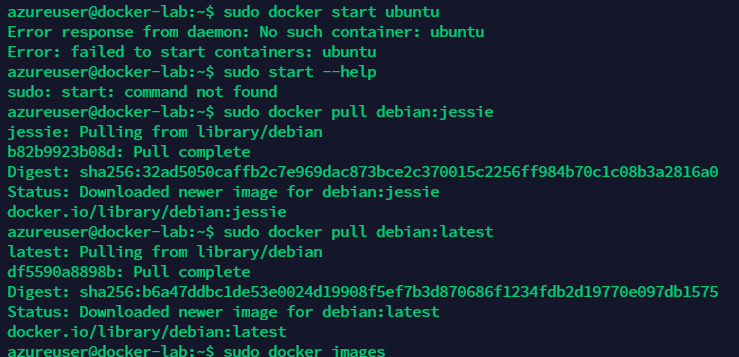 azureuser@docker-lab:~$ sudo docker start ubuntu
Error response from daemon: No such container: ubuntu
Error: failed to start containers: ubuntu
azureuser@docker-lab:~$ sudo start --help
sudo: start: command not found
azureuser@docker-lab:~$ sudo docker pull debian:jessie
jessie: Pulling from library/debian
b82b9923b08d: Pull complete
Digest: sha256:32ad5050caffb2c7e969dac873bce2c370015c2256ff984b70c1c08b3a2816a0
Status: Downloaded newer image for debian:jessie
docker.io/library/debian:jessie
azureuser@docker-lab:~$ sudo docker pull debian:latest
latest: Pulling from library/debian
df5590a8898b: Pull complete
Digest: sha256:b6a47ddbc1de53e0024d19908f5ef7b3d870686f1234fdb2d19770e097db1575
Status: Downloaded newer image for debian:latest
docker.io/library/debian:latest
azureuser@docker-lab:~$ sudo docker images